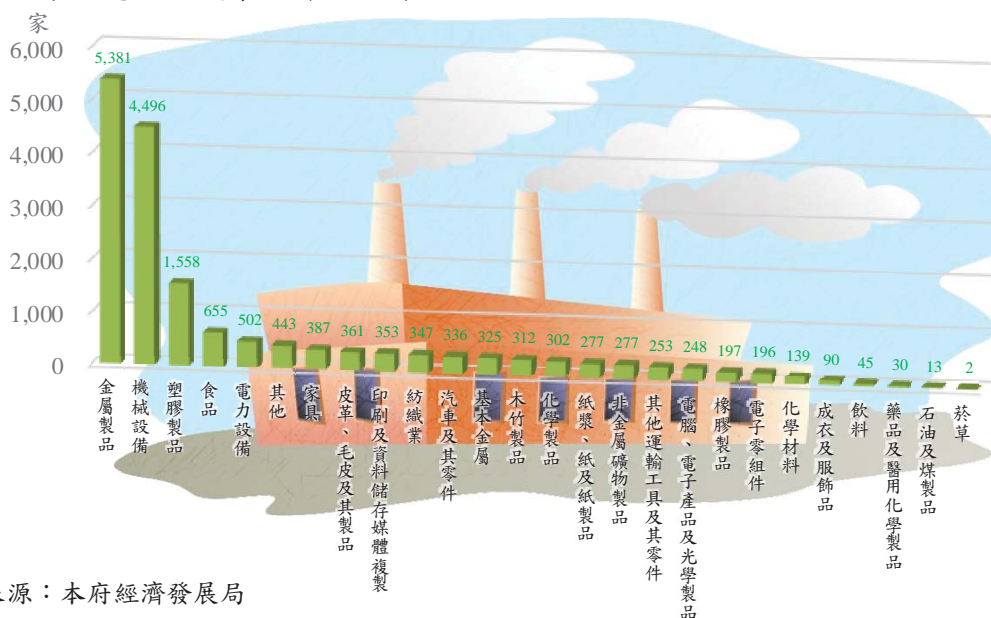 家
6,000
5,000
4,000
3,000
2,000
1,000
0
5,381
4,496
1,558
655
502
443
387
361
353
347
336
325
312
302
277
277
253
248
197
196
139
90
45
30
13
2
金屬製品
機械設備
塑膠製品
食品
電力設備
其他
家具
皮革、毛皮及其製品
印刷及資料儲存媒體複製
紡織業
汽車及其零件
基本金屬
木竹製品
化學製品
紙漿、紙及紙製品
非金屬礦物製品
其他運輸工具及其零件
電腦、電子產品及光學製品
橡膠製品
電子零組件
化學材料
成衣及服飾品
飲料
藥品及醫用化學製品
石油及煤製品
菸草
源：本府經濟發展局